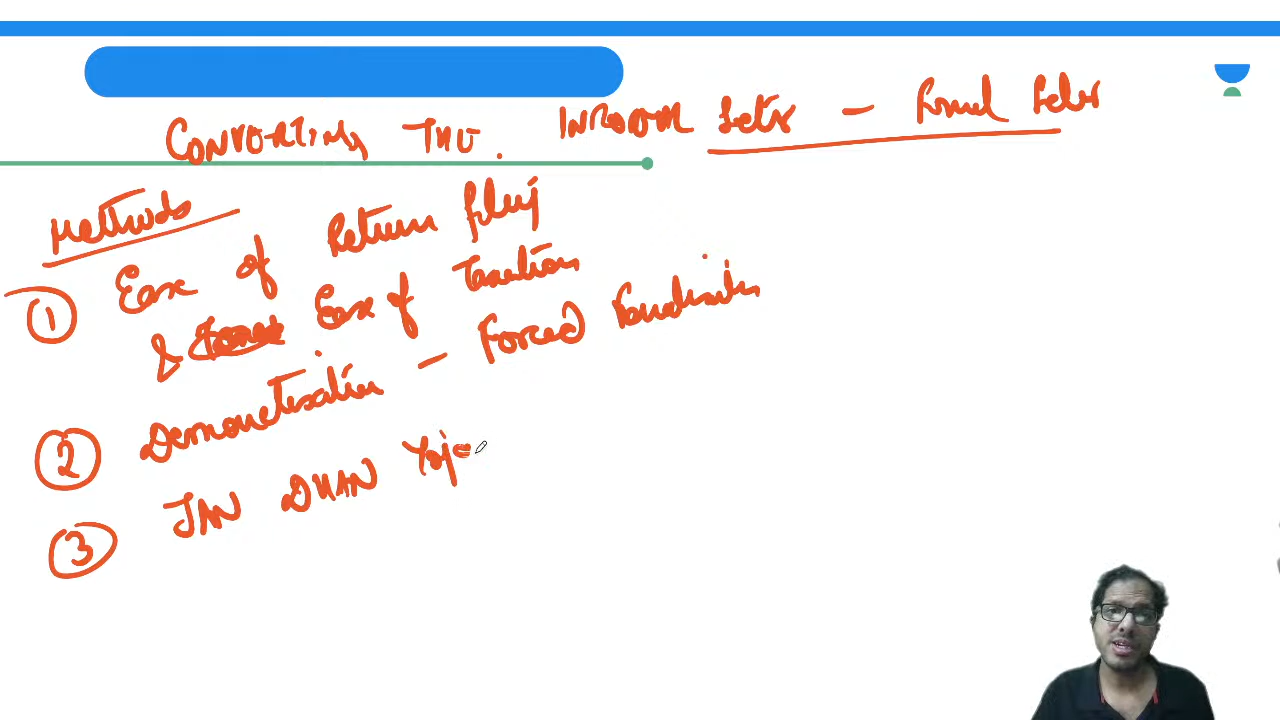 CONVERTING THE INFORMAL Sector - Formal Sector
Methods
① Ease of Return filing
& Ease of Taxation
② Demonetisation - Forced Formalisation
③ JAN DHAN Yoje